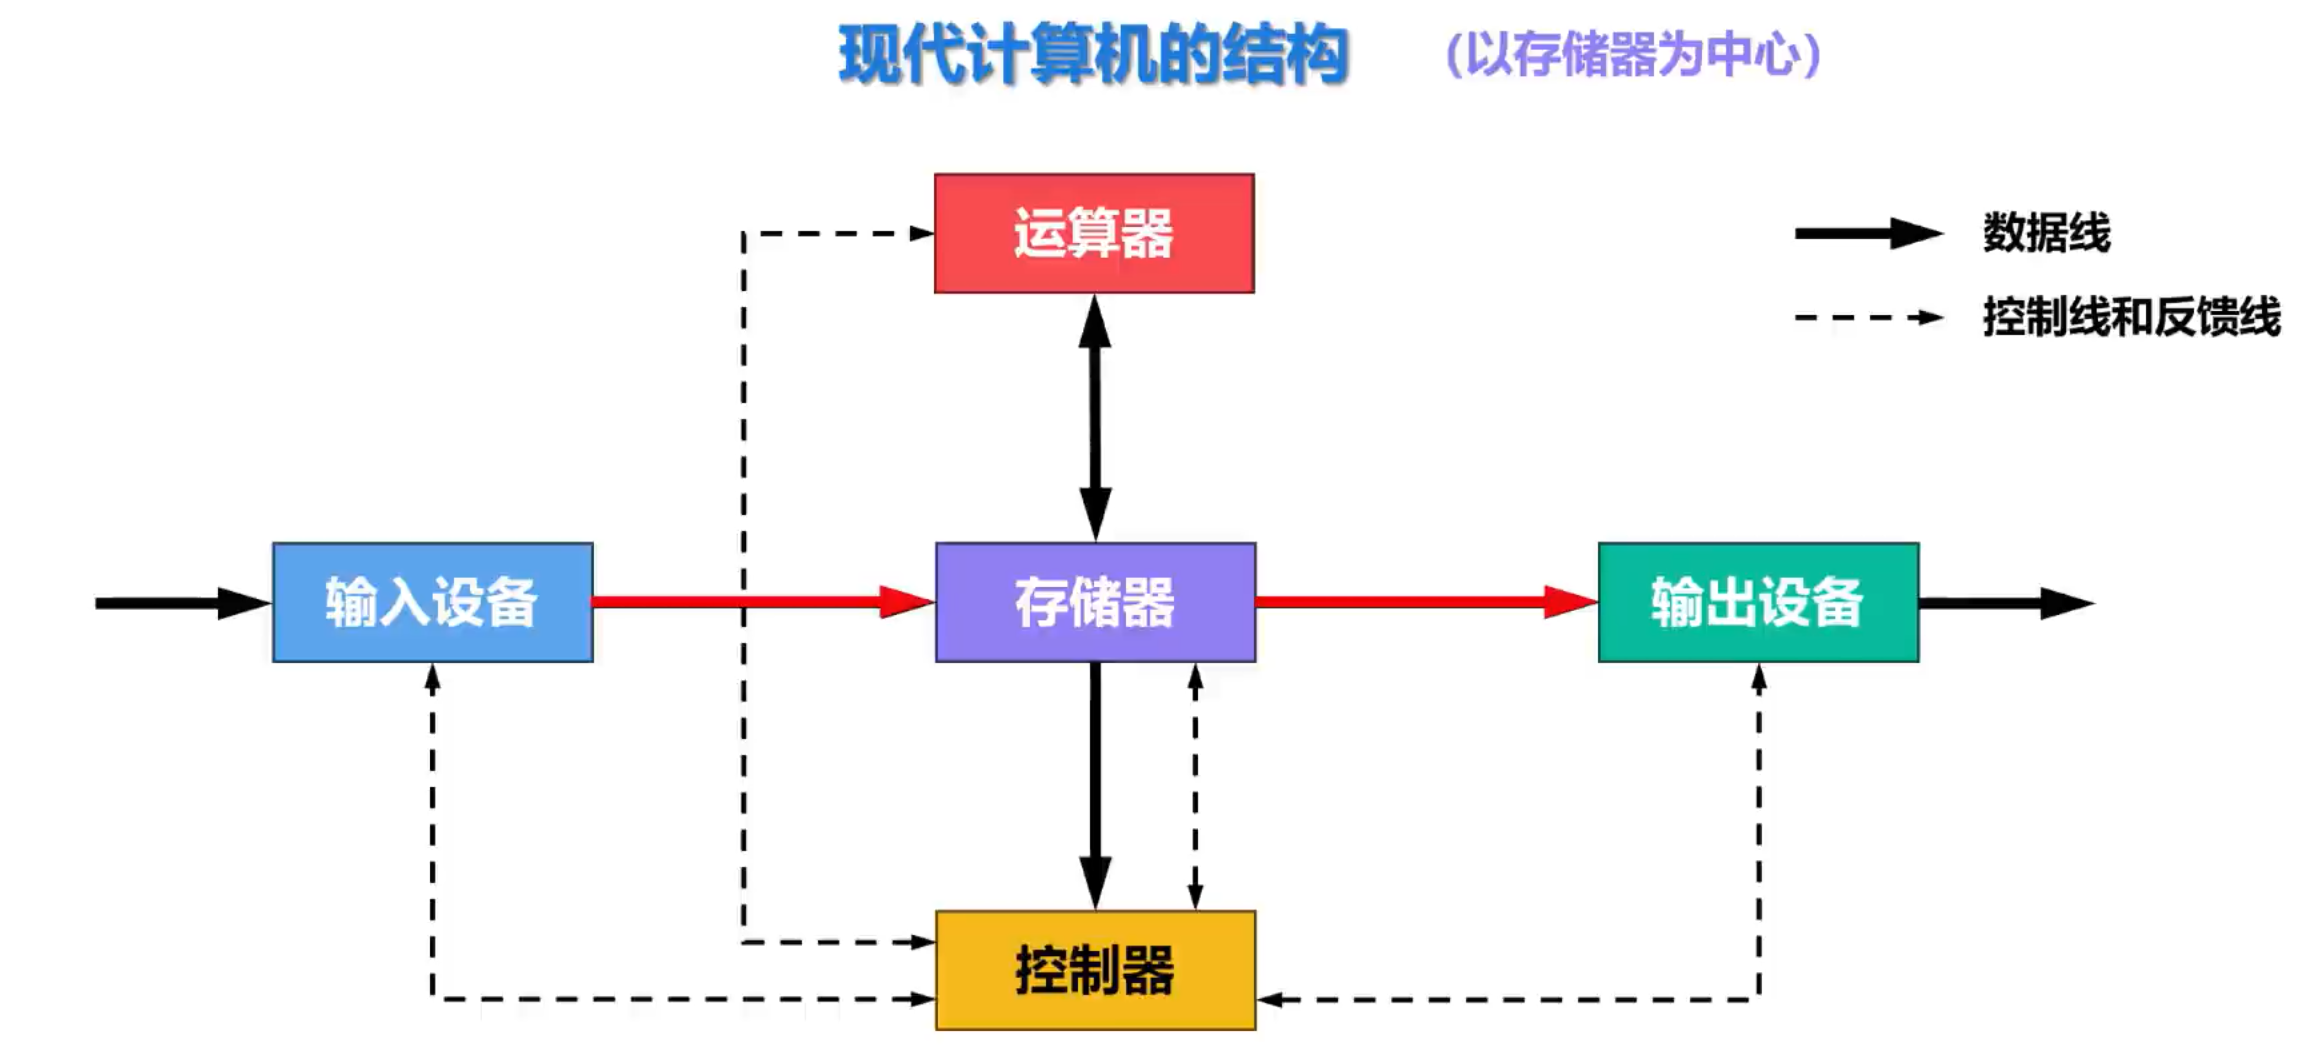 现代计算机的结构 (以存储器为中心)
运算器
数据线
控制线和反馈线
输入设备
存储器
输出设备
控制器